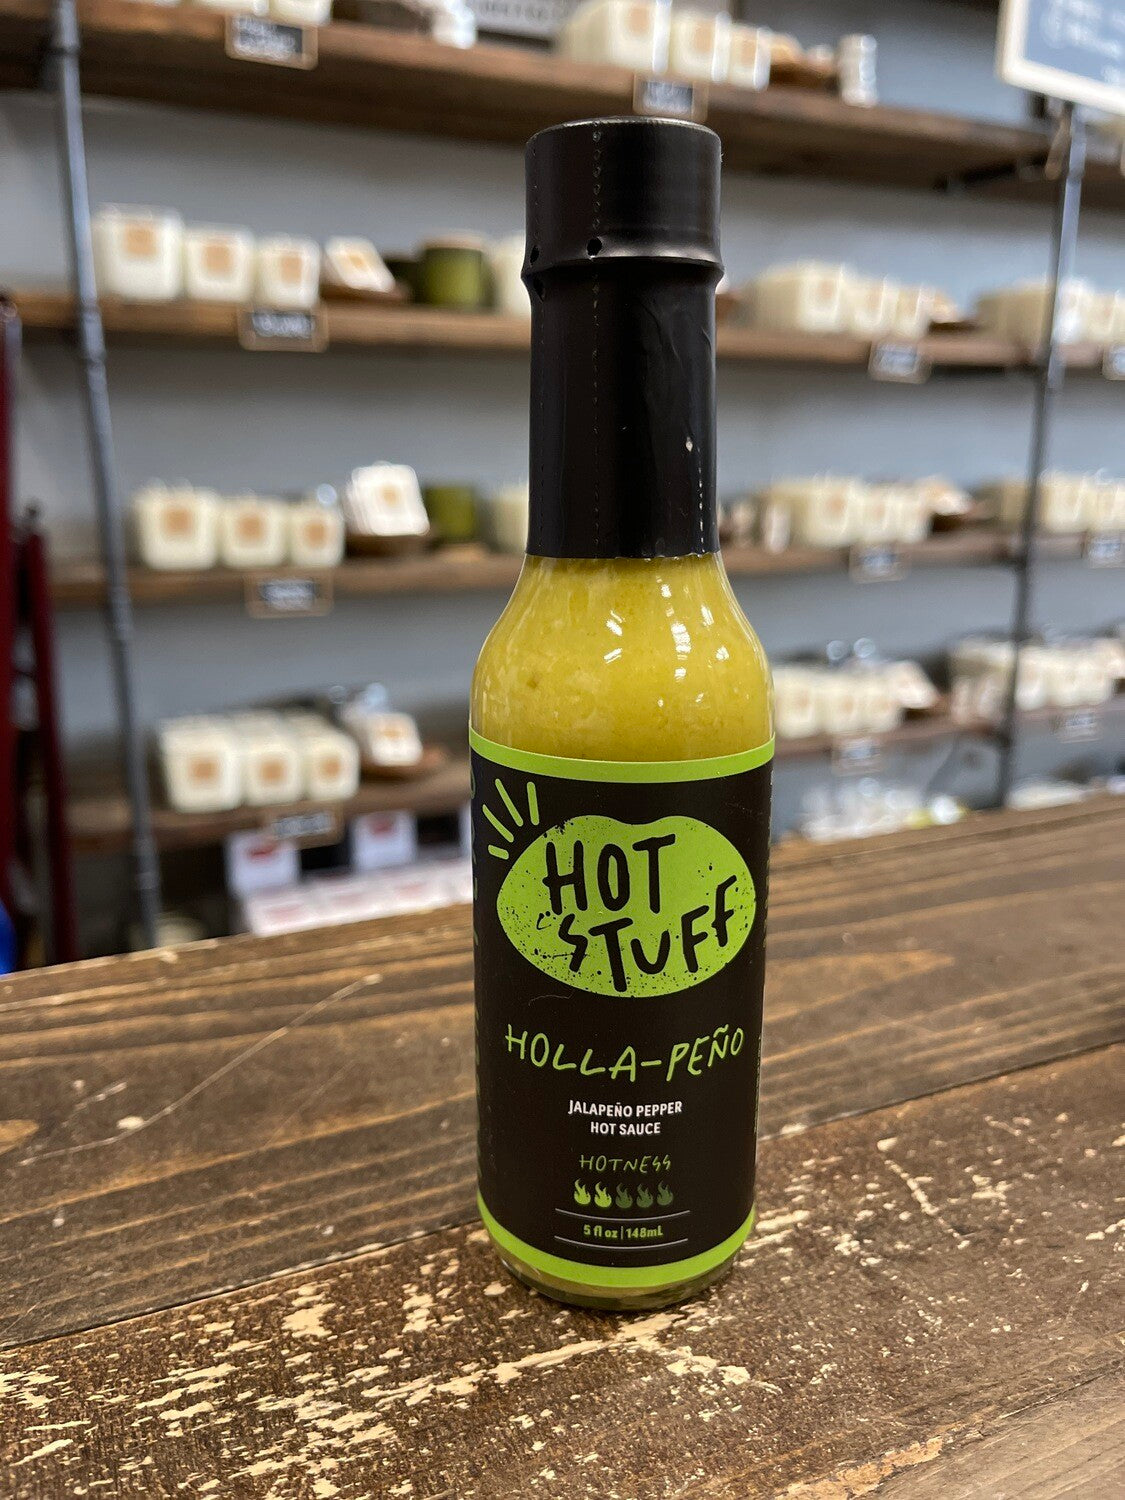 HOT
STUFF
HOLLA-PEÑO
JALAPEÑO PEPPER
HOT SAUCE
HOTNESS
5 fl oz | 148mL